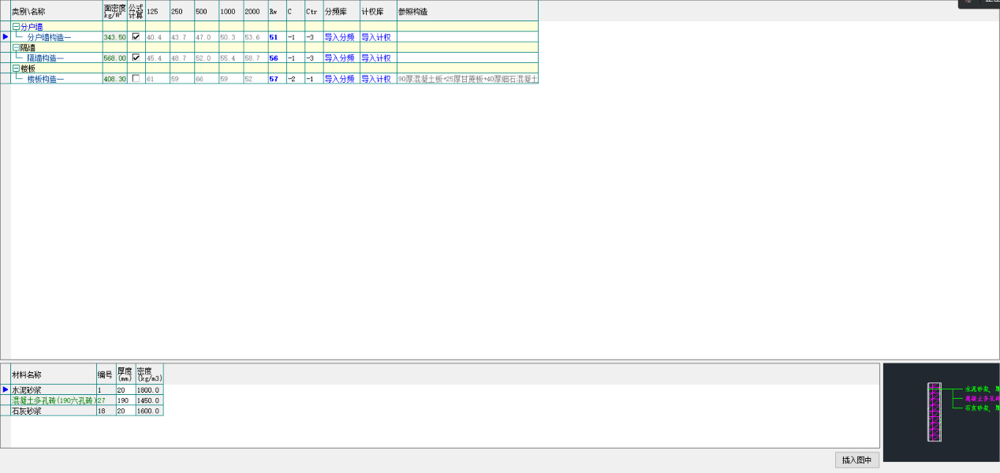 类别\名称 面密度 kg/m² 公式 计算 125 250 500 1000 2000 Rw C Ctr 分频库 计权库 参照构造
分户墙
分户墙构造一 343.50 40.4 43.7 47.0 50.3 53.6 51 -1 -3 导入分频 导入计权
隔墙
隔墙构造一 568.00 45.4 48.7 52.0 55.4 58.7 56 -1 -3 导入分频 导入计权
楼板
楼板构造一 408.30 61 59 66 59 52 57 -2 -1 导入分频 导入计权 90厚混凝土板+25厚甘蔗板+40厚细石混凝土
材料名称 编号 厚度 (mm) 密度 (kg/m3)
水泥砂浆 1 20 1800.0
混凝土多孔砖(190六孔砖) 27 190 1450.0
石灰砂浆 18 20 1600.0
水泥砂浆,
混凝土多孔砖
石灰砂浆,
插入图中